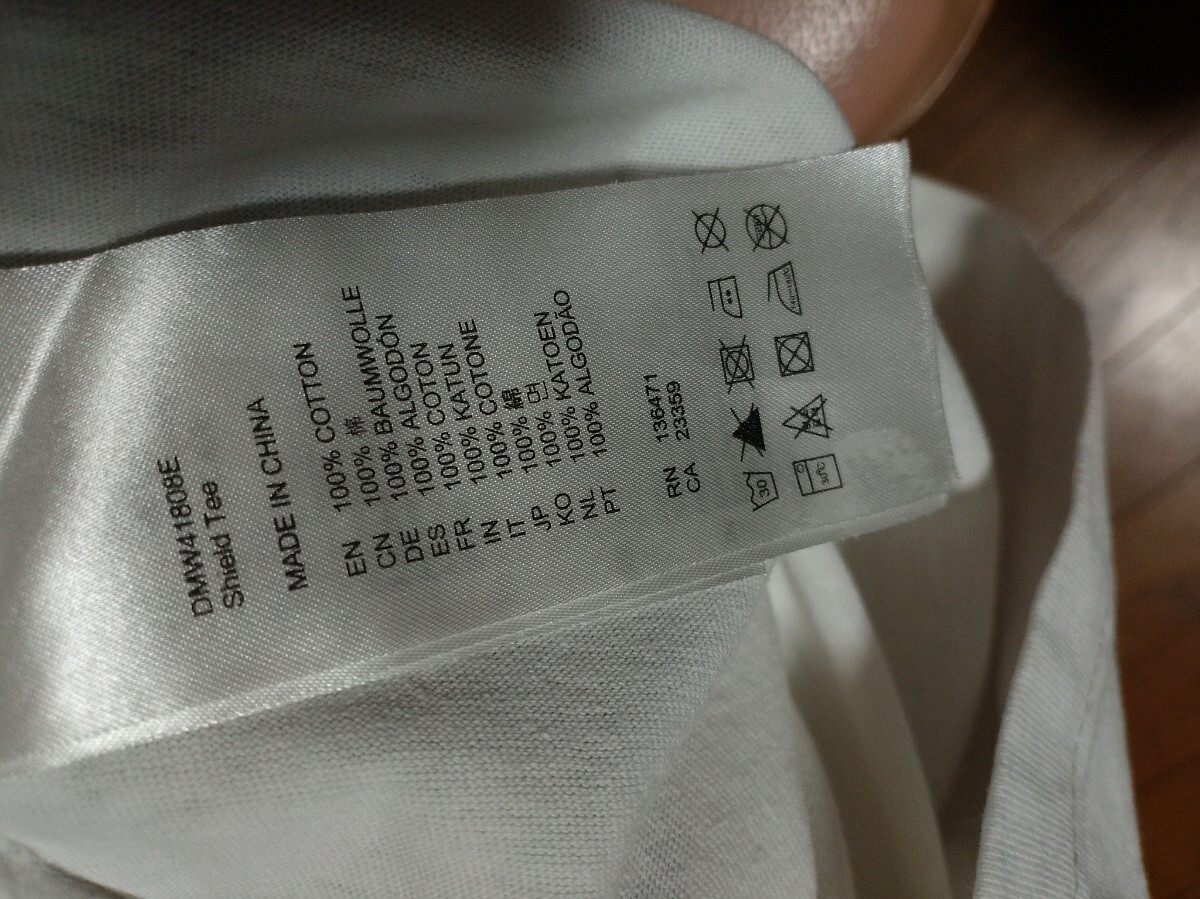 DMW41808E
Shield Tee
MADE IN CHINA
EN 100% COTTON
CN 100% 棉
DE 100% BAUMWOLLE
ES 100% ALGODÓN
FR 100% COTON
IN 100% KATUN
IT 100% COTONE
JP 100% 綿
KO 100% 면
NL 100% KATOEN
PT 100% ALGODÃO
RN 136471
CA 23359
30
30℃